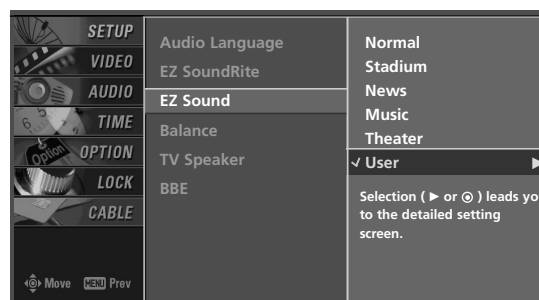 SETUP
VIDEO
AUDIO
TIME
OPTION
LOCK
CABLE
Move MENU Prev
Audio Language
EZ SoundRite
EZ Sound
Balance
TV Speaker
BBE
Normal
Stadium
News
Music
Theater
✓ User ▶
Selection ( ▶ or ◉ ) leads yo
to the detailed setting
screen.